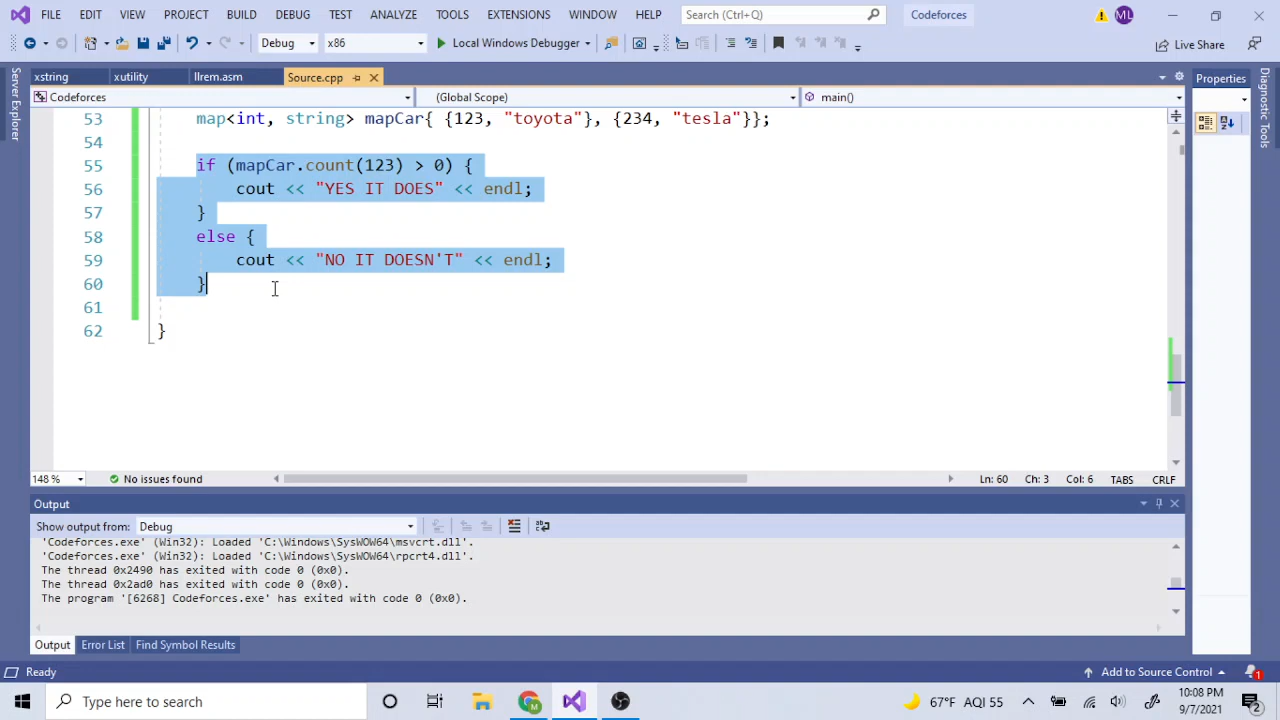 FILE EDIT VIEW PROJECT BUILD DEBUG TEST ANALYZE TOOLS EXTENSIONS WINDOW HELP Search (Ctrl+Q) Codeforces ML
Debug x86 Local Windows Debugger Live Share
xstring xutility llrem.asm Source.cpp Properties
Codeforces (Global Scope) main()
Server Explorer
Diagnostic Tools
53 map<int, string> mapCar{ {123, "toyota"}, {234, "tesla"}};
54
55 if (mapCar.count(123) > 0) {
56 cout << "YES IT DOES" << endl;
57 }
58 else {
59 cout << "NO IT DOESN'T" << endl;
60 }
61
62 }
148 % No issues found Ln: 60 Ch: 3 Col: 6 TABS CRLF
Output
Show output from: Debug
'Codeforces.exe' (Win32): Loaded 'C:\Windows\SysWOW64\msvcrt.dll'.
'Codeforces.exe' (Win32): Loaded 'C:\Windows\SysWOW64\rpcrt4.dll'.
The thread 0x2490 has exited with code 0 (0x0).
The thread 0x2ad0 has exited with code 0 (0x0).
The program '[6268] Codeforces.exe' has exited with code 0 (0x0).
Output Error List Find Symbol Results
Ready Add to Source Control 1
Type here to search 67°F AQI 55 10:08 PM
9/7/2021 2